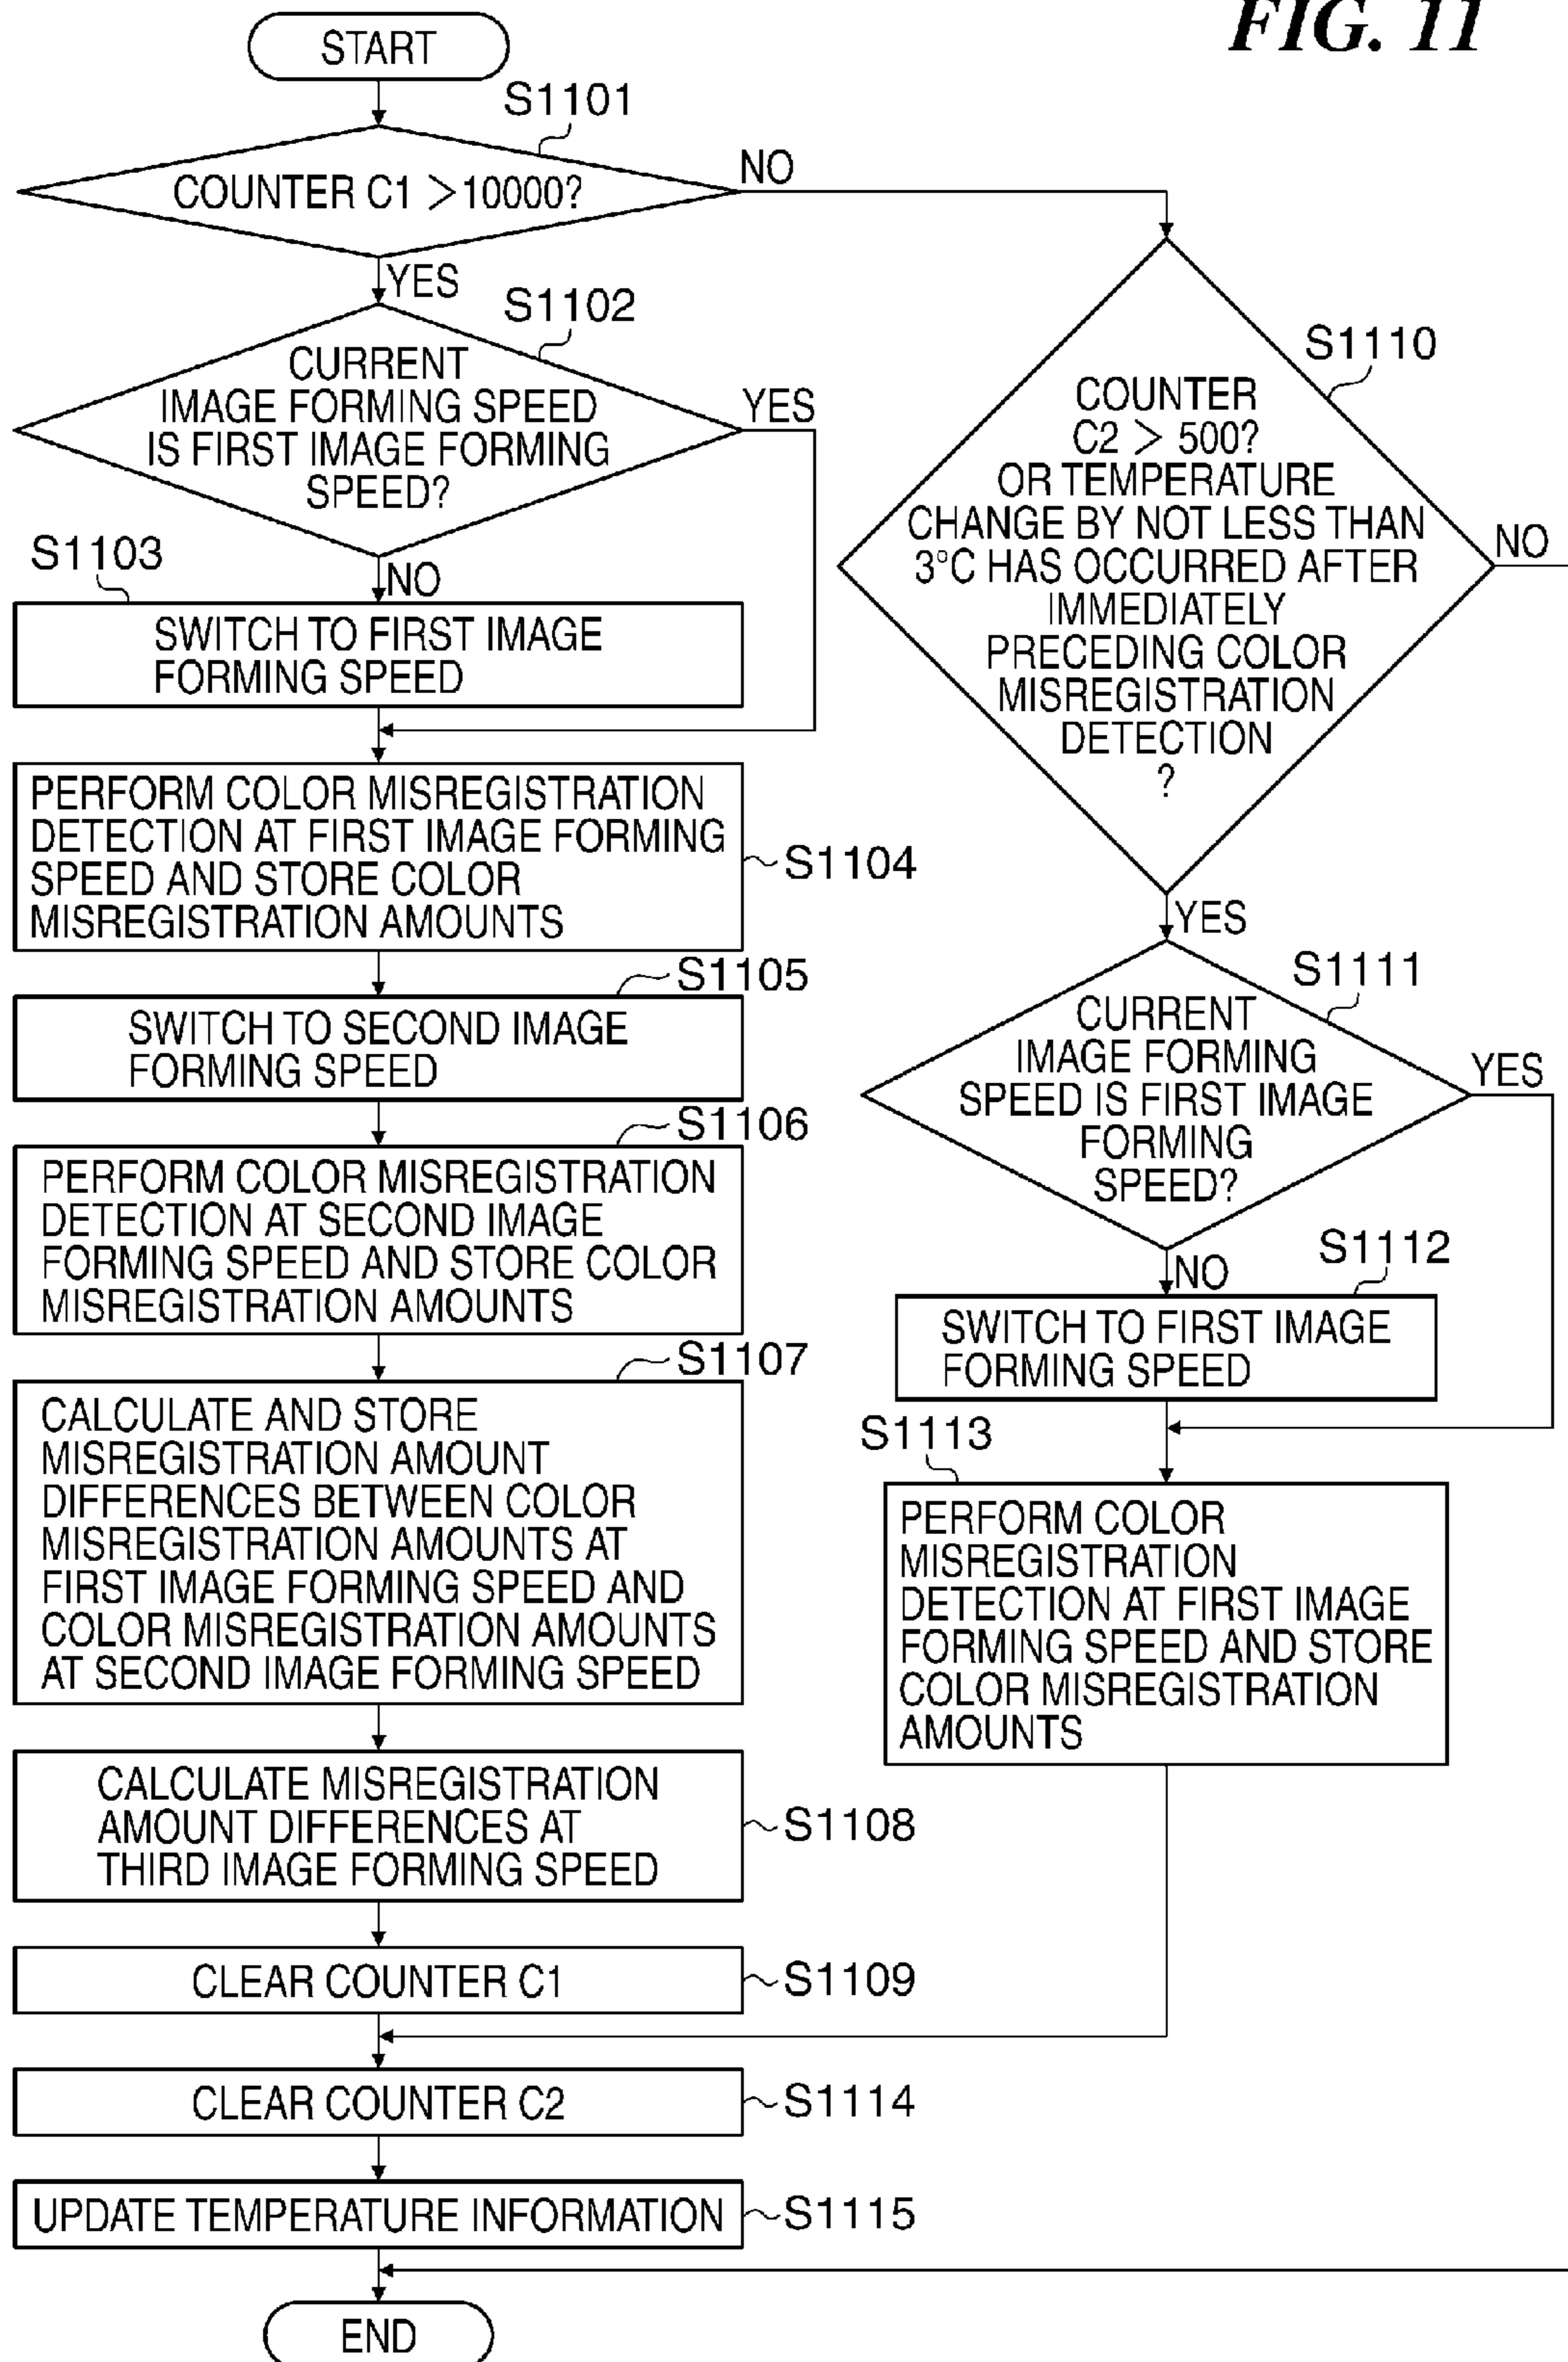 FIG. 11
START
S1101
COUNTER C1 >10000?
NO
YES
S1102
CURRENT
IMAGE FORMING SPEED
IS FIRST IMAGE FORMING
SPEED?
YES
S1103
NO
SWITCH TO FIRST IMAGE
FORMING SPEED
PERFORM COLOR MISREGISTRATION
DETECTION AT FIRST IMAGE FORMING
SPEED AND STORE COLOR
MISREGISTRATION AMOUNTS
S1104
S1105
SWITCH TO SECOND IMAGE
FORMING SPEED
S1106
PERFORM COLOR MISREGISTRATION
DETECTION AT SECOND IMAGE
FORMING SPEED AND STORE COLOR
MISREGISTRATION AMOUNTS
S1107
CALCULATE AND STORE
MISREGISTRATION AMOUNT
DIFFERENCES BETWEEN COLOR
MISREGISTRATION AMOUNTS AT
FIRST IMAGE FORMING SPEED AND
COLOR MISREGISTRATION AMOUNTS
AT SECOND IMAGE FORMING SPEED
CALCULATE MISREGISTRATION
AMOUNT DIFFERENCES AT
THIRD IMAGE FORMING SPEED
S1108
CLEAR COUNTER C1
S1109
S1110
COUNTER
C2 > 500?
OR TEMPERATURE
CHANGE BY NOT LESS THAN
3°C HAS OCCURRED AFTER
IMMEDIATELY
PRECEDING COLOR
MISREGISTRATION
DETECTION
?
NO
YES
S1111
CURRENT
IMAGE FORMING
SPEED IS FIRST IMAGE
FORMING
SPEED?
YES
NO
S1112
SWITCH TO FIRST IMAGE
FORMING SPEED
S1113
PERFORM COLOR
MISREGISTRATION
DETECTION AT FIRST IMAGE
FORMING SPEED AND STORE
COLOR MISREGISTRATION
AMOUNTS
CLEAR COUNTER C2
S1114
UPDATE TEMPERATURE INFORMATION
S1115
END